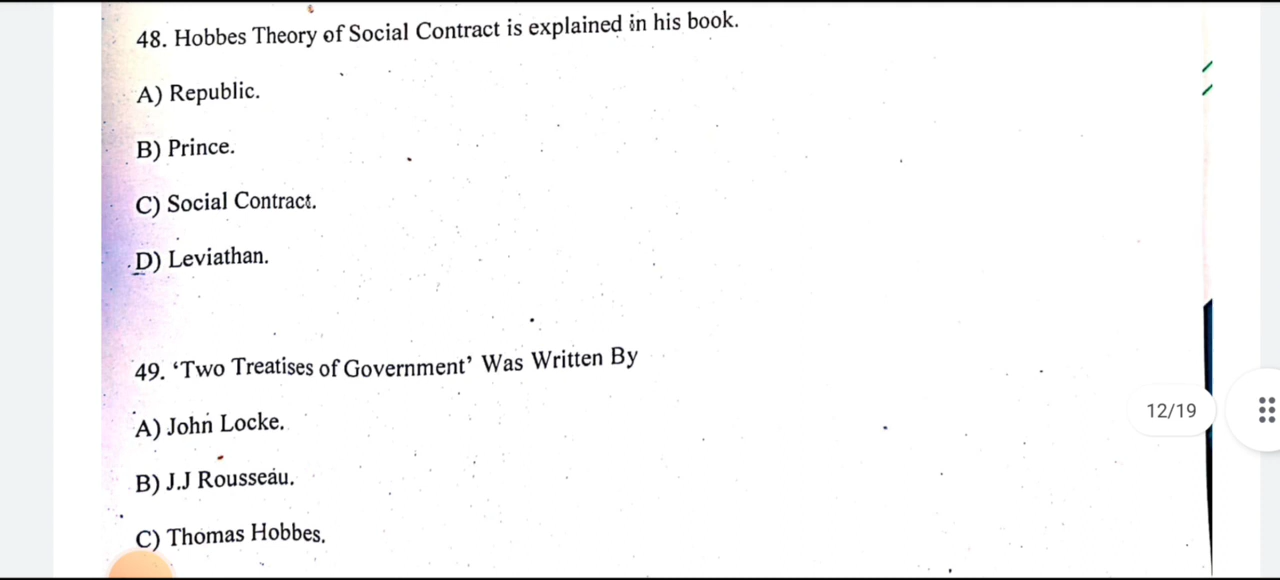 48. Hobbes Theory of Social Contract is explained in his book.
A) Republic.
B) Prince.
C) Social Contract.
D) Leviathan.
49. ‘Two Treatises of Government’ Was Written By
A) John Locke.
12/19
B) J.J Rousseau.
C) Thomas Hobbes.